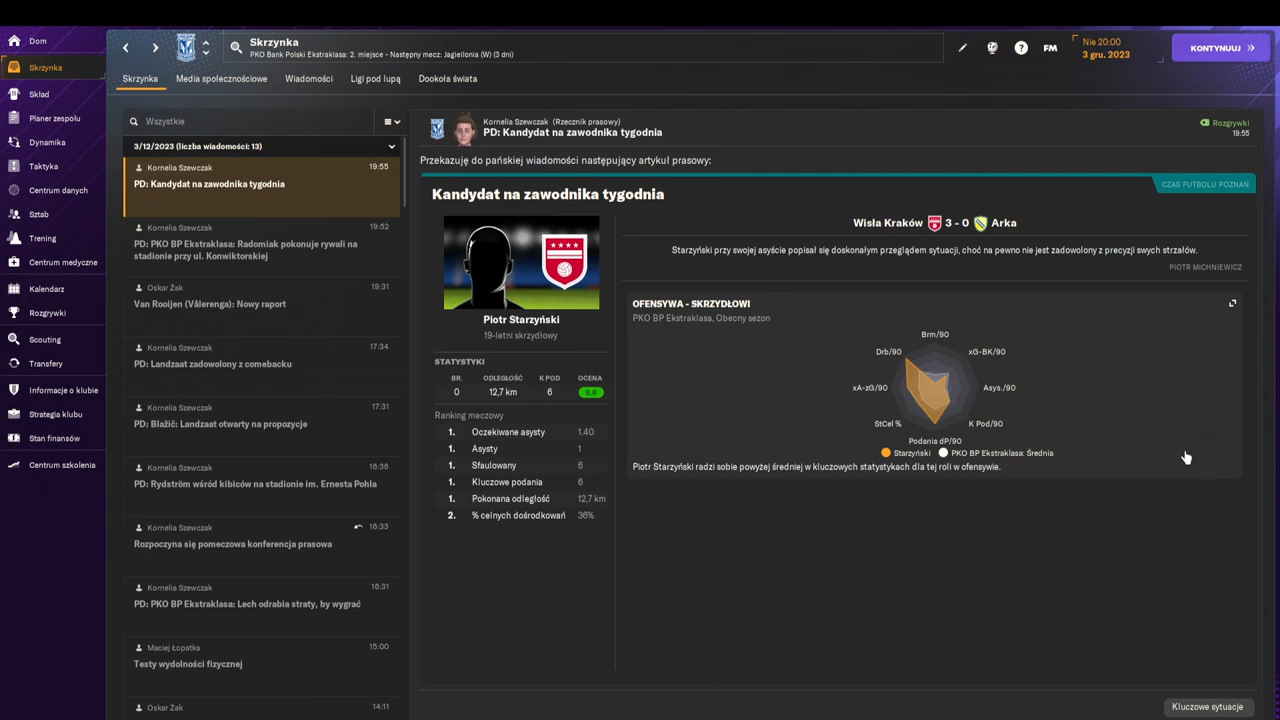 Dom
Skrzynka
Skład
Planer zespołu
Dynamika
Taktyka
Centrum danych
Sztab
Trening
Centrum medyczne
Kalendarz
Rozgrywki
Scouting
Transfery
Informacje o klubie
Strategia klubu
Stan finansów
Centrum szkolenia
Skrzynka
PKO Bank Polski Ekstraklasa: 2. miejsce • Następny mecz: Jagiellonia (W) (3 dni)
FM
Nie 20:00
3 gru. 2023
KONTYNUUJ
Skrzynka
Media społecznościowe
Wiadomości
Ligi pod lupą
Dookoła świata
Wszystkie
3/12/2023 (liczba wiadomości: 13)
Kornelia Szewczak 19:55
PD: Kandydat na zawodnika tygodnia
Kornelia Szewczak 19:52
PD: PKO BP Ekstraklasa: Radomiak pokonuje rywali na
stadionie przy ul. Konwiktorskiej
Oskar Żak 19:31
Van Rooijen (Vålerenga): Nowy raport
Kornelia Szewczak 17:34
PD: Landzaat zadowolony z comebacku
Kornelia Szewczak 17:31
PD: Blažič: Landzaat otwarty na propozycje
Kornelia Szewczak 16:36
PD: Rydström wśród kibiców na stadionie im. Ernesta Pohla
Kornelia Szewczak 16:33
Rozpoczyna się pomeczowa konferencja prasowa
Kornelia Szewczak 16:31
PD: PKO BP Ekstraklasa: Lech odrabia straty, by wygrać
Maciej Łopatka 15:00
Testy wydolności fizycznej
Oskar Żak 14:11
Kornelia Szewczak (Rzecznik prasowy)
PD: Kandydat na zawodnika tygodnia
Rozgrywki
19:55
Przekazuję do pańskiej wiadomości następujący artykuł prasowy:
CZAS FUTBOLU POZNAŃ
Kandydat na zawodnika tygodnia
Piotr Starzyński
19-letni skrzydłowy
STATYSTYKI
BR. ODLEGŁOŚĆ K POD OCENA
0 12,7 km 6 8.8
Ranking meczowy
1. Oczekiwane asysty 1.40
1. Asysty 1
1. Sfaulowany 6
1. Kluczowe podania 6
1. Pokonana odległość 12,7 km
2. % celnych dośrodkowań 36%
Wisła Kraków 3 - 0 Arka
Starzyński przy swojej asyście popisał się doskonałym przeglądem sytuacji, choć na pewno nie jest zadowolony z precyzji swych strzałów.
PIOTR MICHNIEWICZ
OFENSYWA - SKRZYDŁOWI
PKO BP Ekstraklasa, Obecny sezon
Brm/90
Drb/90
xG-BK/90
xA-zG/90
Asys./90
StCel %
K Pod/90
Podania dP/90
Starzyński
PKO BP Ekstraklasa: Średnia
Piotr Starzyński radzi sobie powyżej średniej w kluczowych statystykach dla tej roli w ofensywie.
Kluczowe sytuacje